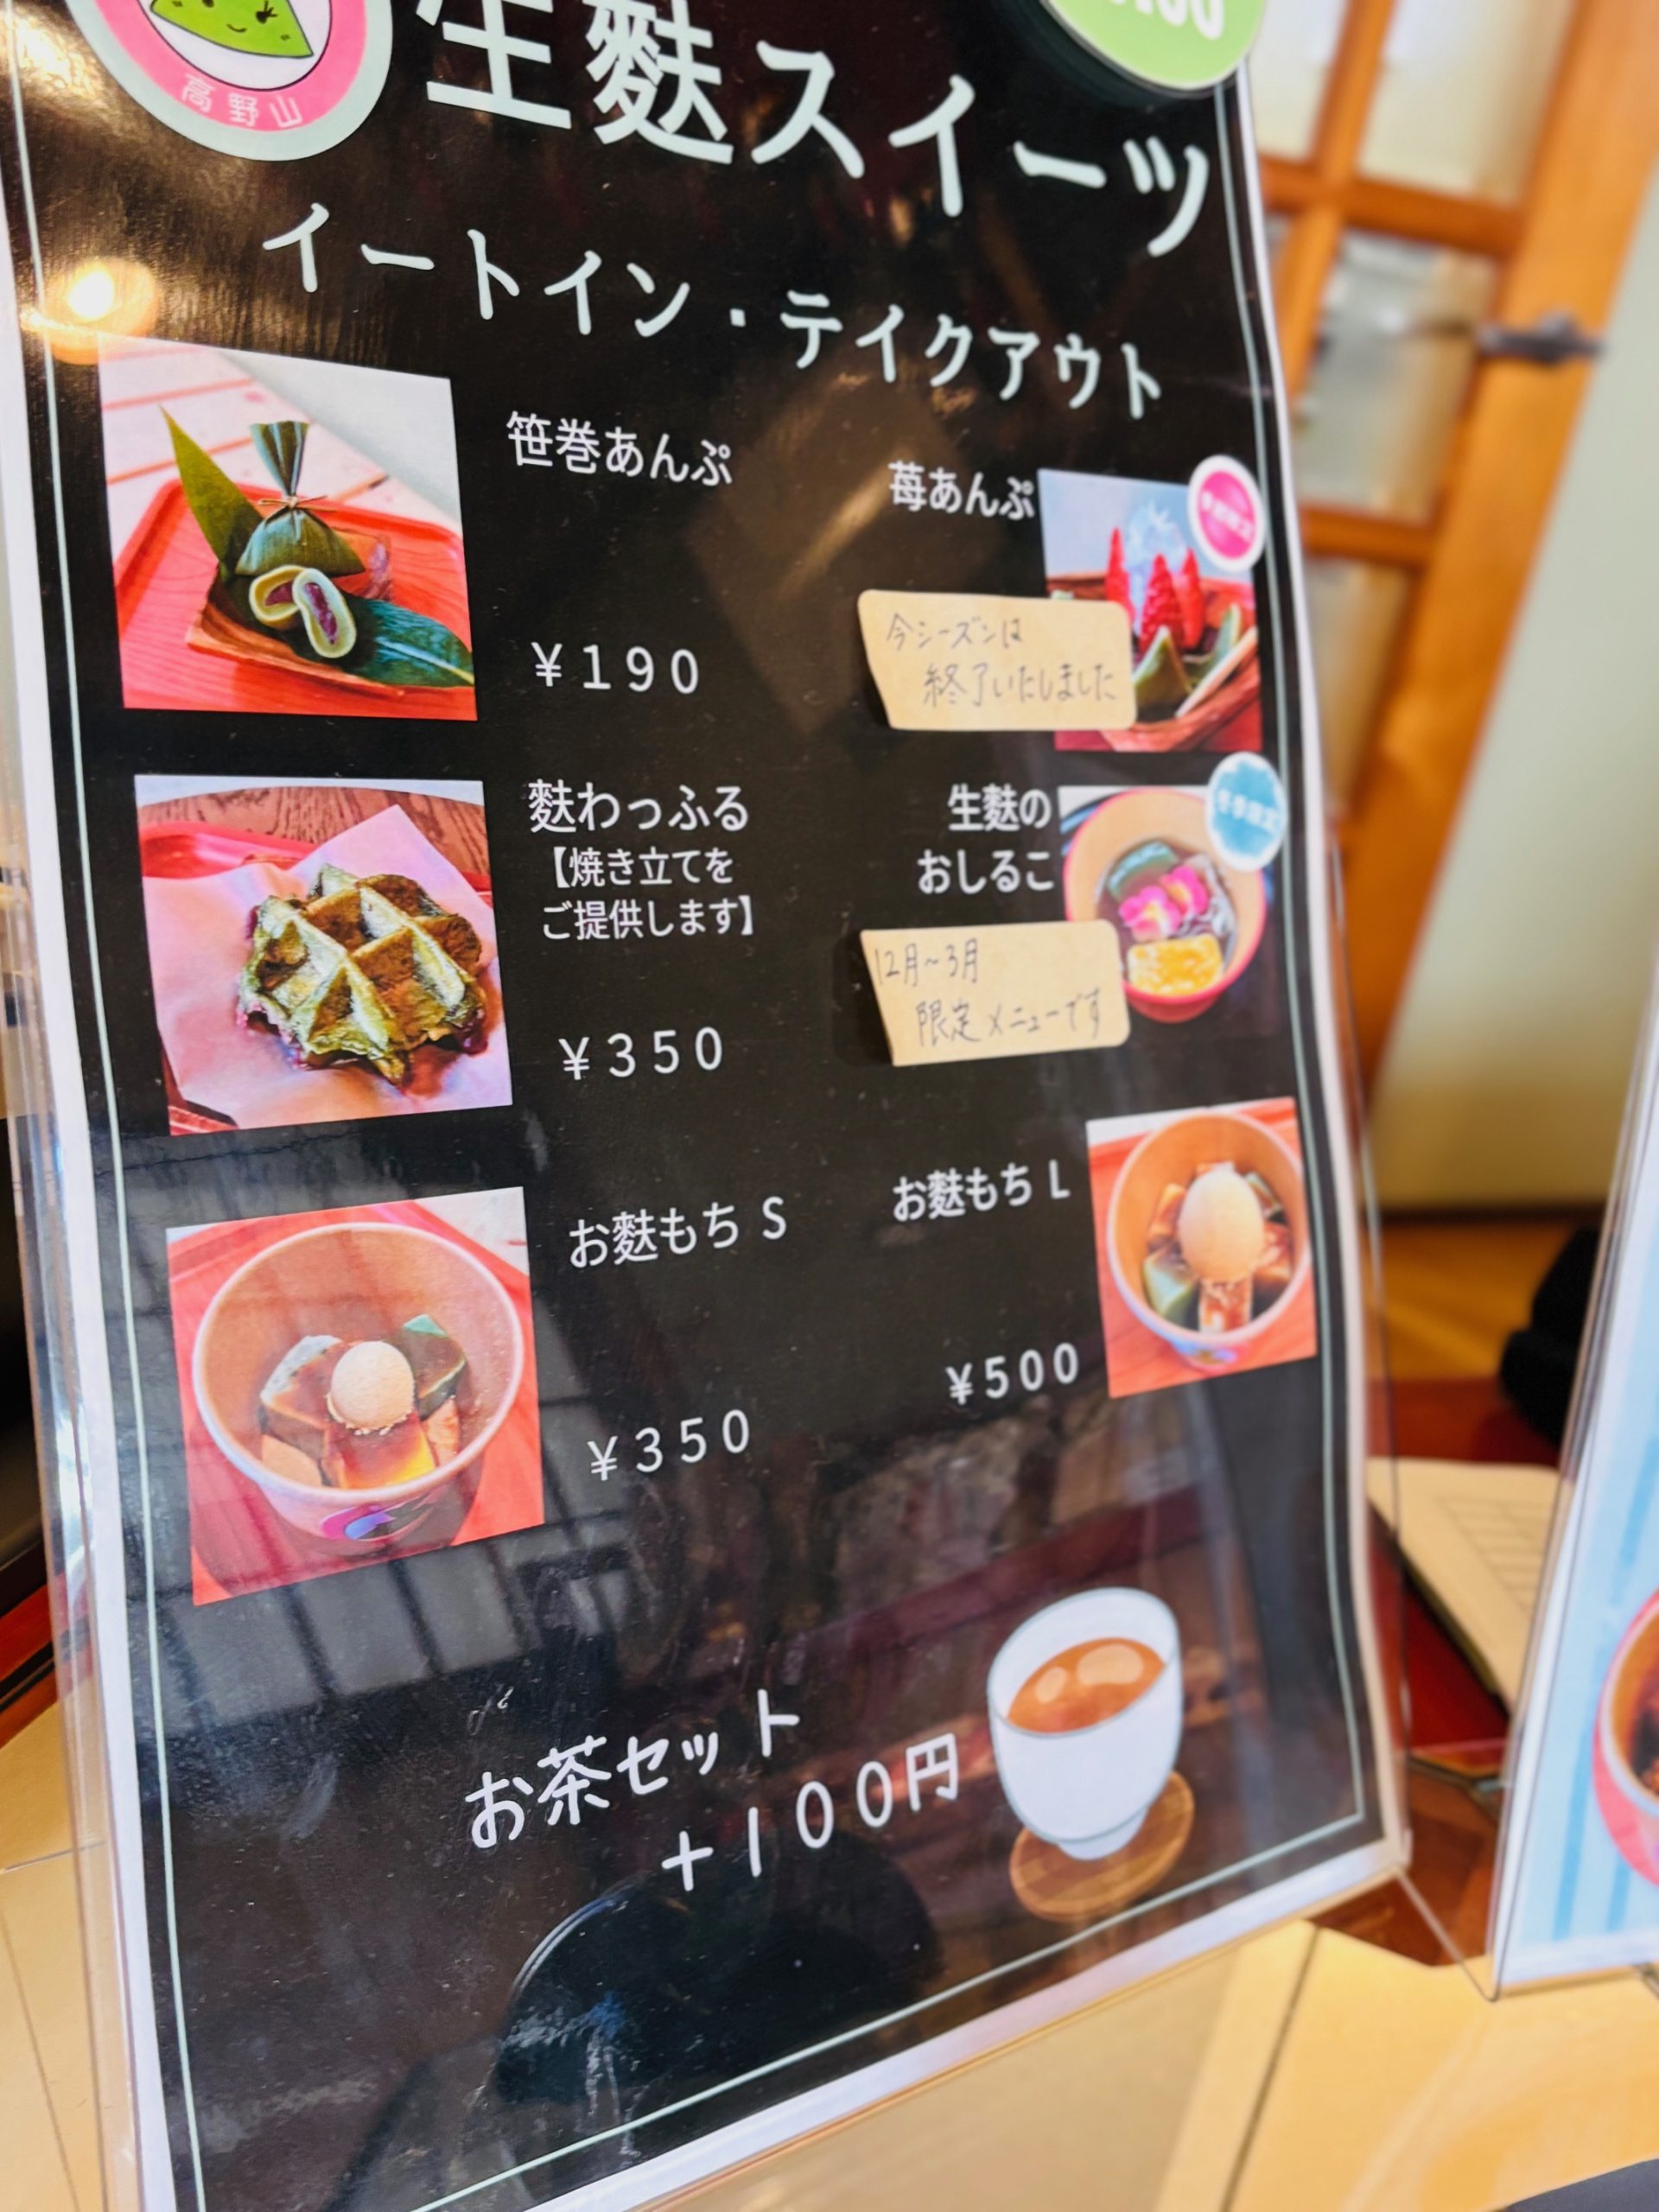 高野山
生麩スイーツ
イートイン・テイクアウト
笹巻あんぷ
¥190
苺あんぷ
今シーズンは
終了いたしました
麩わっふる
【焼き立てを
ご提供します】
¥350
生麩の
おしるこ
冬季限定
12月~3月
限定メニューです
お麩もち S
¥350
お麩もち L
¥500
お茶セット
+100円